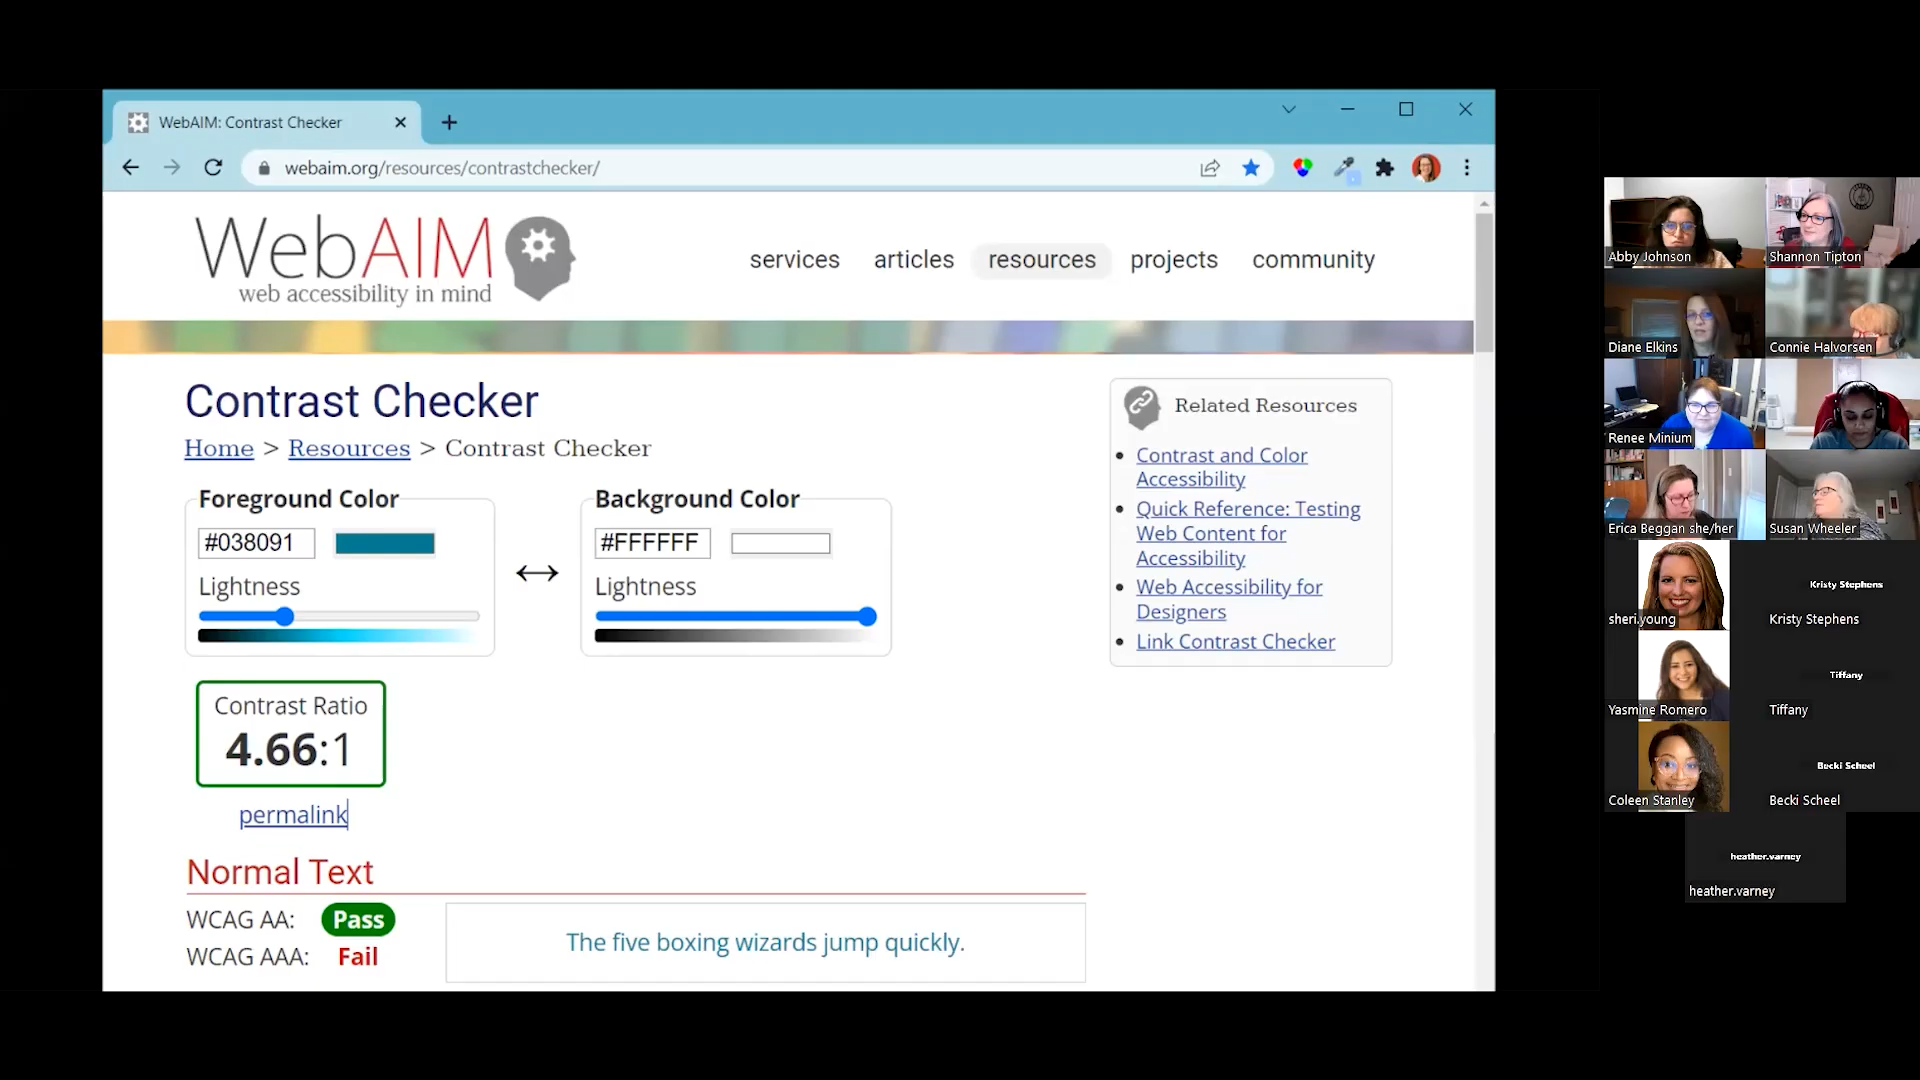 WebAIM: Contrast Checker
webaim.org/resources/contrastchecker/
WebAIM
web accessibility in mind
services articles resources projects community
Contrast Checker
Home > Resources > Contrast Checker
Foreground Color
#038091
Lightness
Background Color
#FFFFFF
Lightness
Contrast Ratio
4.66:1
permalink
Normal Text
WCAG AA: Pass
WCAG AAA: Fail
The five boxing wizards jump quickly.
Related Resources
Contrast and Color
Accessibility
Quick Reference: Testing
Web Content for
Accessibility
Web Accessibility for
Designers
Link Contrast Checker
Abby Johnson
Shannon Tipton
Diane Elkins
Connie Halvorsen
Renee Minium
Erica Beggan she/her
Susan Wheeler
sheri.young
Kristy Stephens
Kristy Stephens
Yasmine Romero
Tiffany
Tiffany
Coleen Stanley
Becki Scheel
Becki Scheel
heather.varney
heather.varney